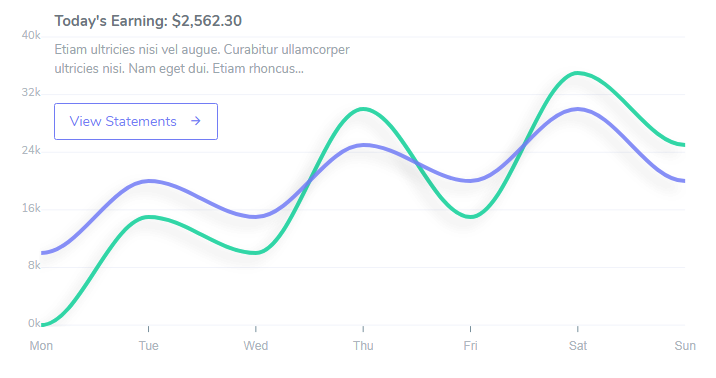 Today's Earning: $2,562.30
Etiam ultricies nisi vel augue. Curabitur ullamcorper
ultricies nisi. Nam eget dui. Etiam rhoncus...
View Statements →
40k
32k
24k
16k
8k
0k
Mon Tue Wed Thu Fri Sat Sun